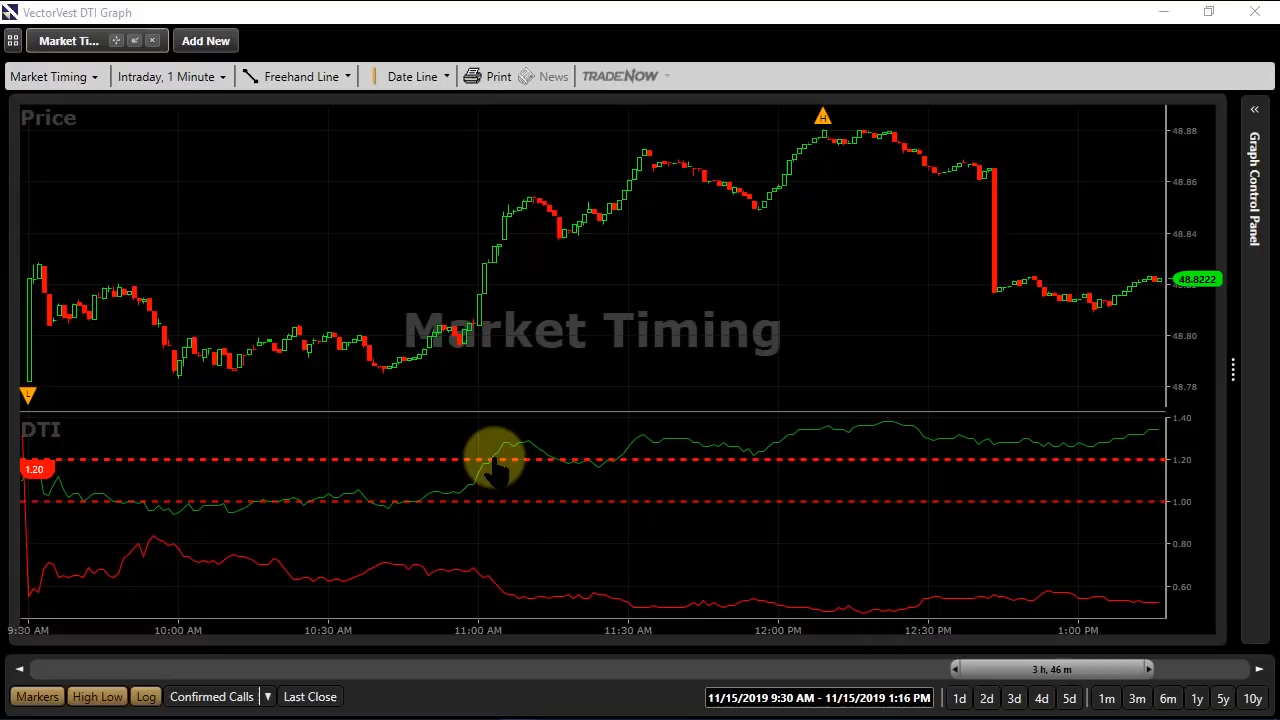 VectorVest DTI Graph
Market Ti... Add New
Market Timing Intraday, 1 Minute Freehand Line Date Line Print News TRADENOW
Price
H
48.88
48.86
48.84
48.8222
48.80
48.78
Market Timing
L
Graph Control Panel
DTI
1.20
1.40
1.20
1.00
0.80
0.60
9:30 AM 10:00 AM 10:30 AM 11:00 AM 11:30 AM 12:00 PM 12:30 PM 1:00 PM
3 h, 46 m
Markers High Low Log Confirmed Calls Last Close 11/15/2019 9:30 AM - 11/15/2019 1:16 PM 1d 2d 3d 4d 5d 1m 3m 6m 1y 5y 10y